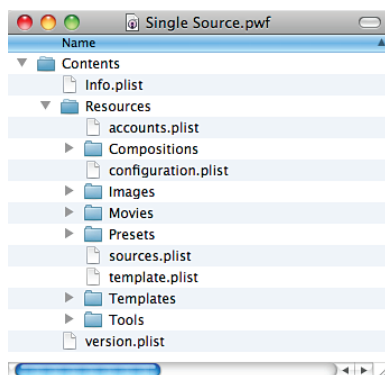 Single Source.pwf
Name
Contents
Info.plist
Resources
accounts.plist
Compositions
configuration.plist
Images
Movies
Presets
sources.plist
template.plist
Templates
Tools
version.plist